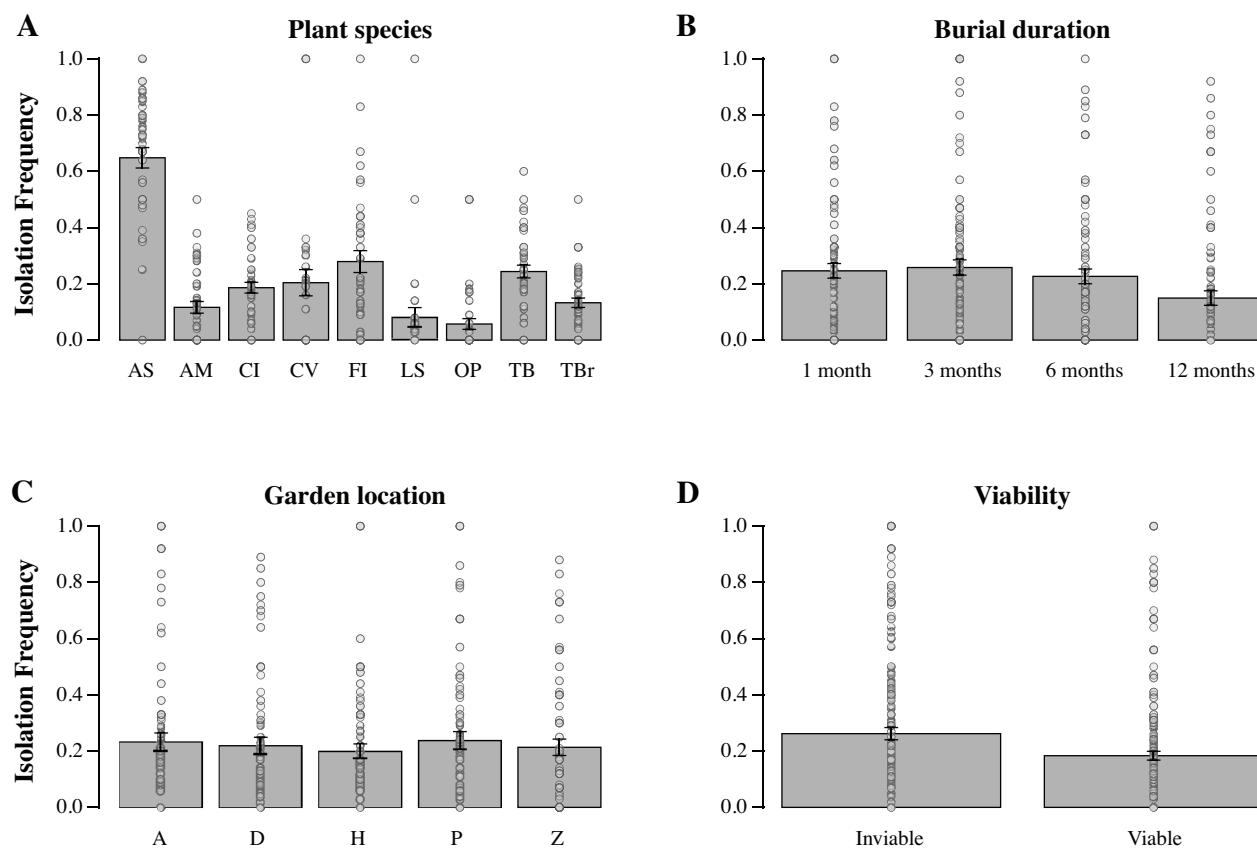 A
Plant species
Isolation Frequency
1.0
0.8
0.6
0.4
0.2
0.0
AS AM CI CV FI LS OP TB TBr
B
Burial duration
1.0
0.8
0.6
0.4
0.2
0.0
1 month 3 months 6 months 12 months
C
Garden location
Isolation Frequency
1.0
0.8
0.6
0.4
0.2
0.0
A D H P Z
D
Viability
1.0
0.8
0.6
0.4
0.2
0.0
Inviable Viable